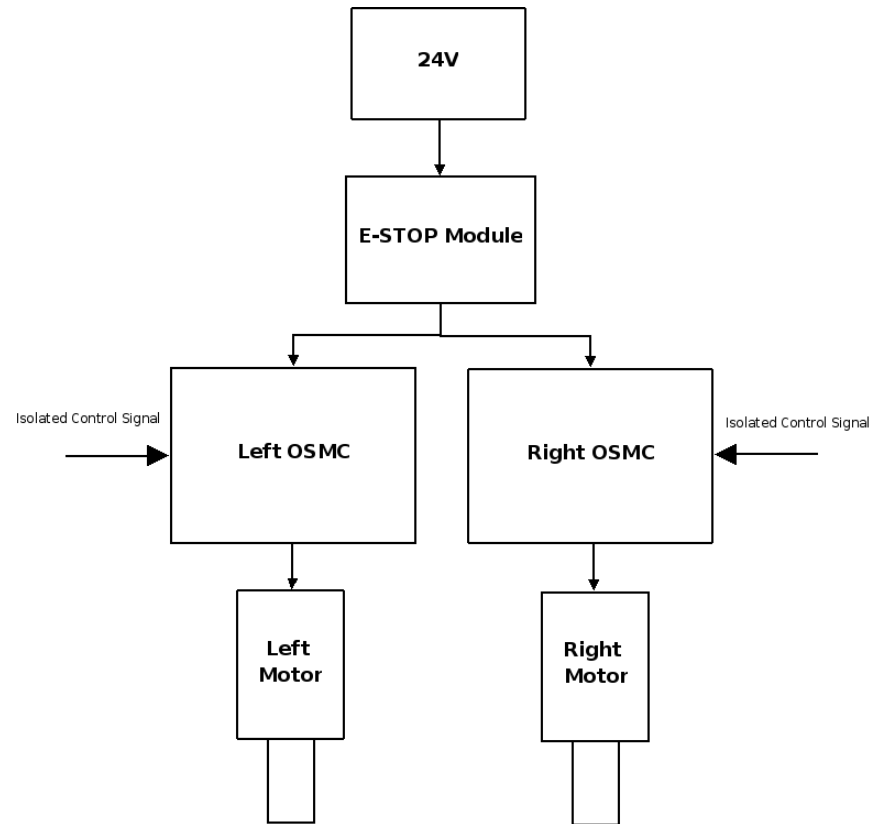 24V
E-STOP Module
Isolated Control Signal
Isolated Control Signal
Left OSMC
Right OSMC
Left
Motor
Right
Motor